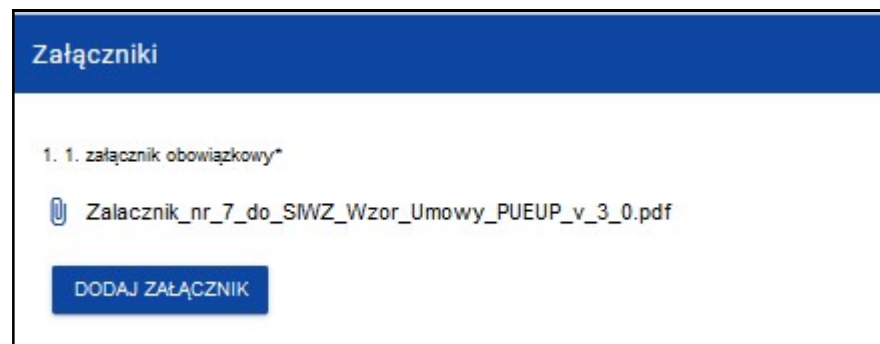 Załączniki
1. 1. załącznik obowiązkowy*
Zalacznik_nr_7_do_SIWZ_Wzor_Umowy_PUEUP_v_3_0.pdf
DODAJ ZAŁĄCZNIK